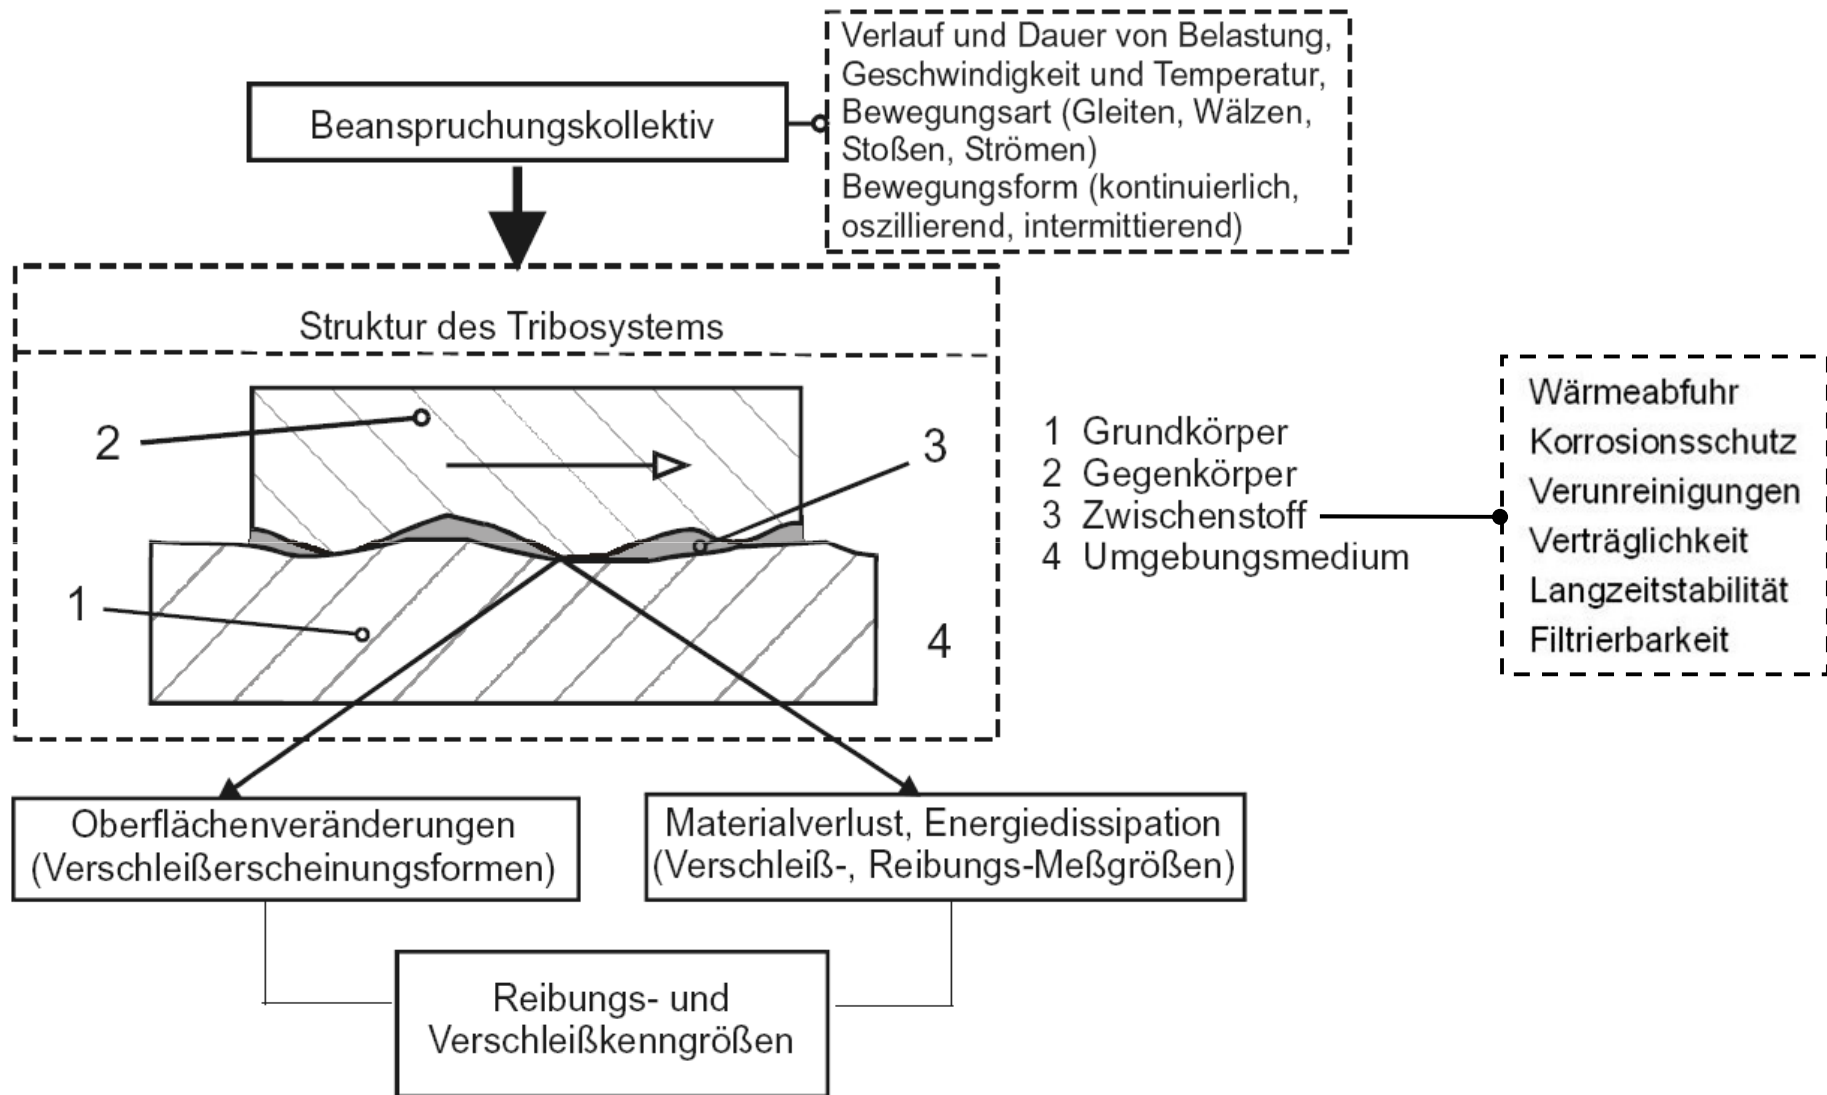 Beanspruchungskollektiv
Verlauf und Dauer von Belastung,
Geschwindigkeit und Temperatur,
Bewegungsart (Gleiten, Wälzen,
Stoßen, Strömen)
Bewegungsform (kontinuierlich,
oszillierend, intermittierend)
Struktur des Tribosystems
2
3
1
4
1 Grundkörper
2 Gegenkörper
3 Zwischenstoff
4 Umgebungsmedium
Wärmeabfuhr
Korrosionsschutz
Verunreinigungen
Verträglichkeit
Langzeitstabilität
Filtrierbarkeit
Oberflächenveränderungen
(Verschleißerscheinungsformen)
Materialverlust, Energiedissipation
(Verschleiß-, Reibungs-Meßgrößen)
Reibungs- und
Verschleißkenngrößen